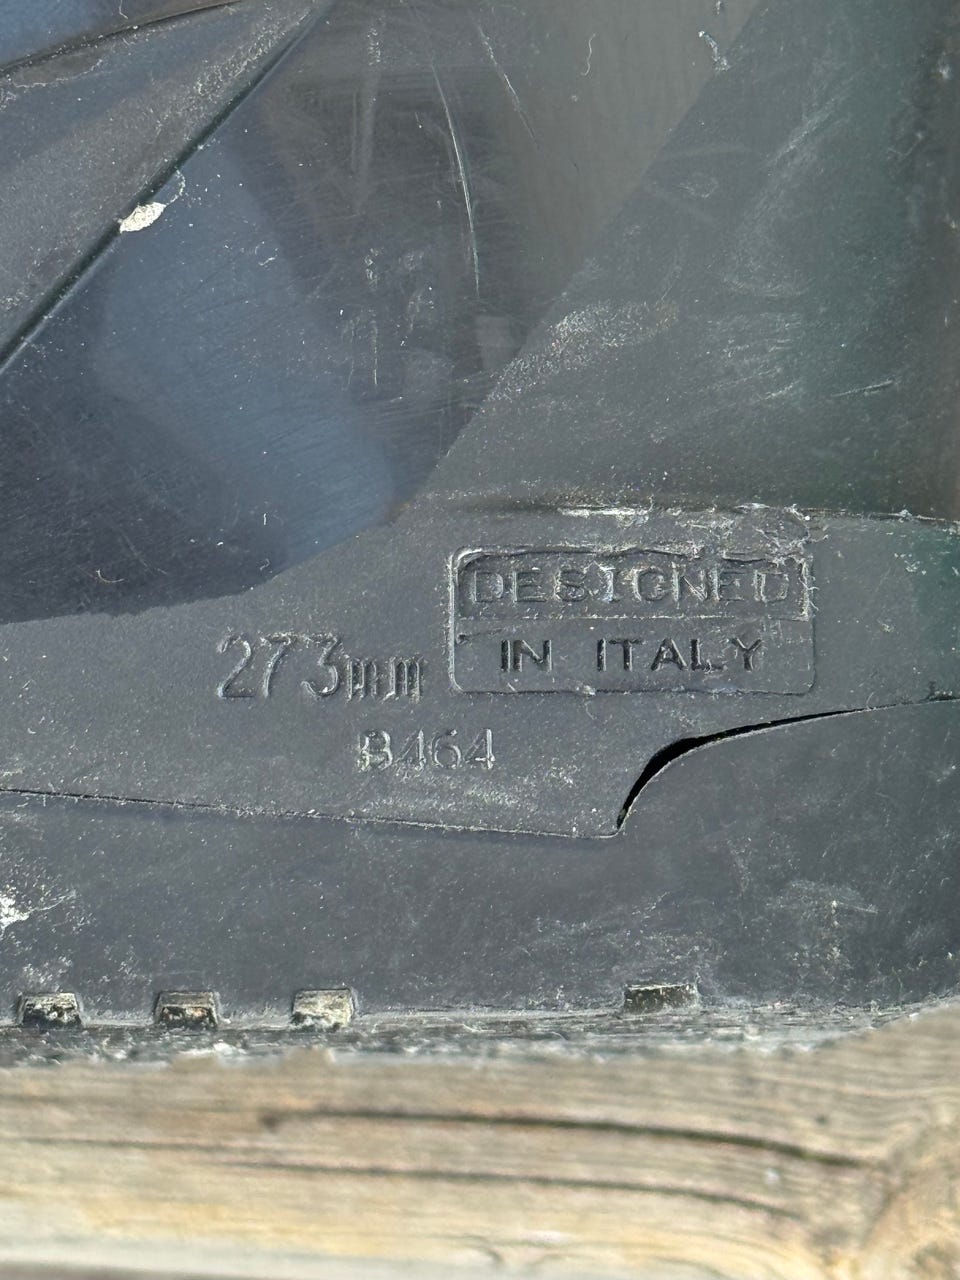 DESIGNED
IN ITALY
273mm
B464